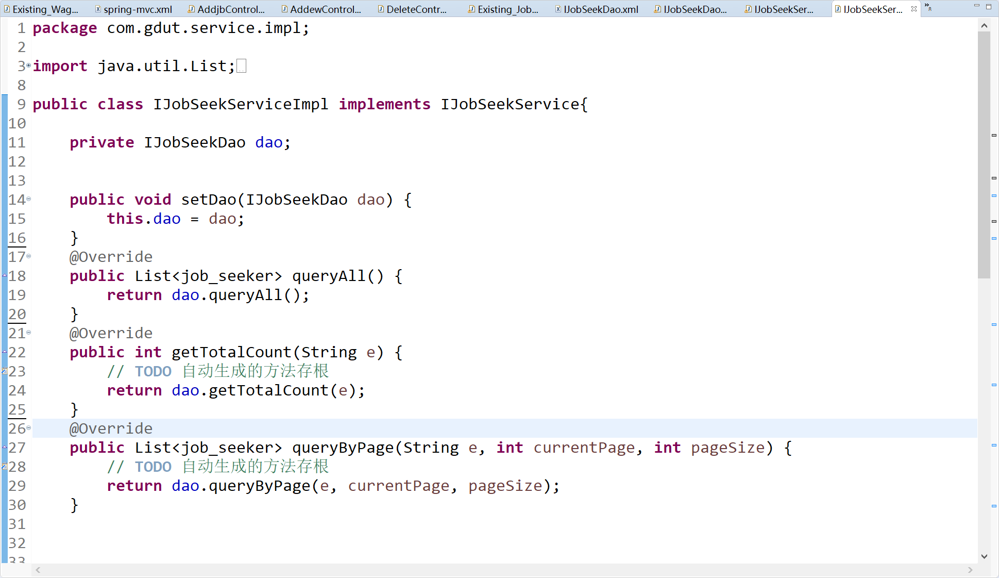 Existing_Wag... spring-mvc.xml AddjbControl... AddewControl... DeleteContr... Existing_Job... IJobSeekDao.xml IJobSeekDao... IJobSeekSer... IJobSeekSer... »8
1 package com.gdut.service.impl;
2
3 import java.util.List;
8
9 public class IJobSeekServiceImpl implements IJobSeekService{
10
11 private IJobSeekDao dao;
12
13
14 public void setDao(IJobSeekDao dao) {
15 this.dao = dao;
16 }
17 @Override
18 public List<job_seeker> queryAll() {
19 return dao.queryAll();
20 }
21 @Override
22 public int getTotalCount(String e) {
23 // TODO 自动生成的方法存根
24 return dao.getTotalCount(e);
25 }
26 @Override
27 public List<job_seeker> queryByPage(String e, int currentPage, int pageSize) {
28 // TODO 自动生成的方法存根
29 return dao.queryByPage(e, currentPage, pageSize);
30 }
31
32
33